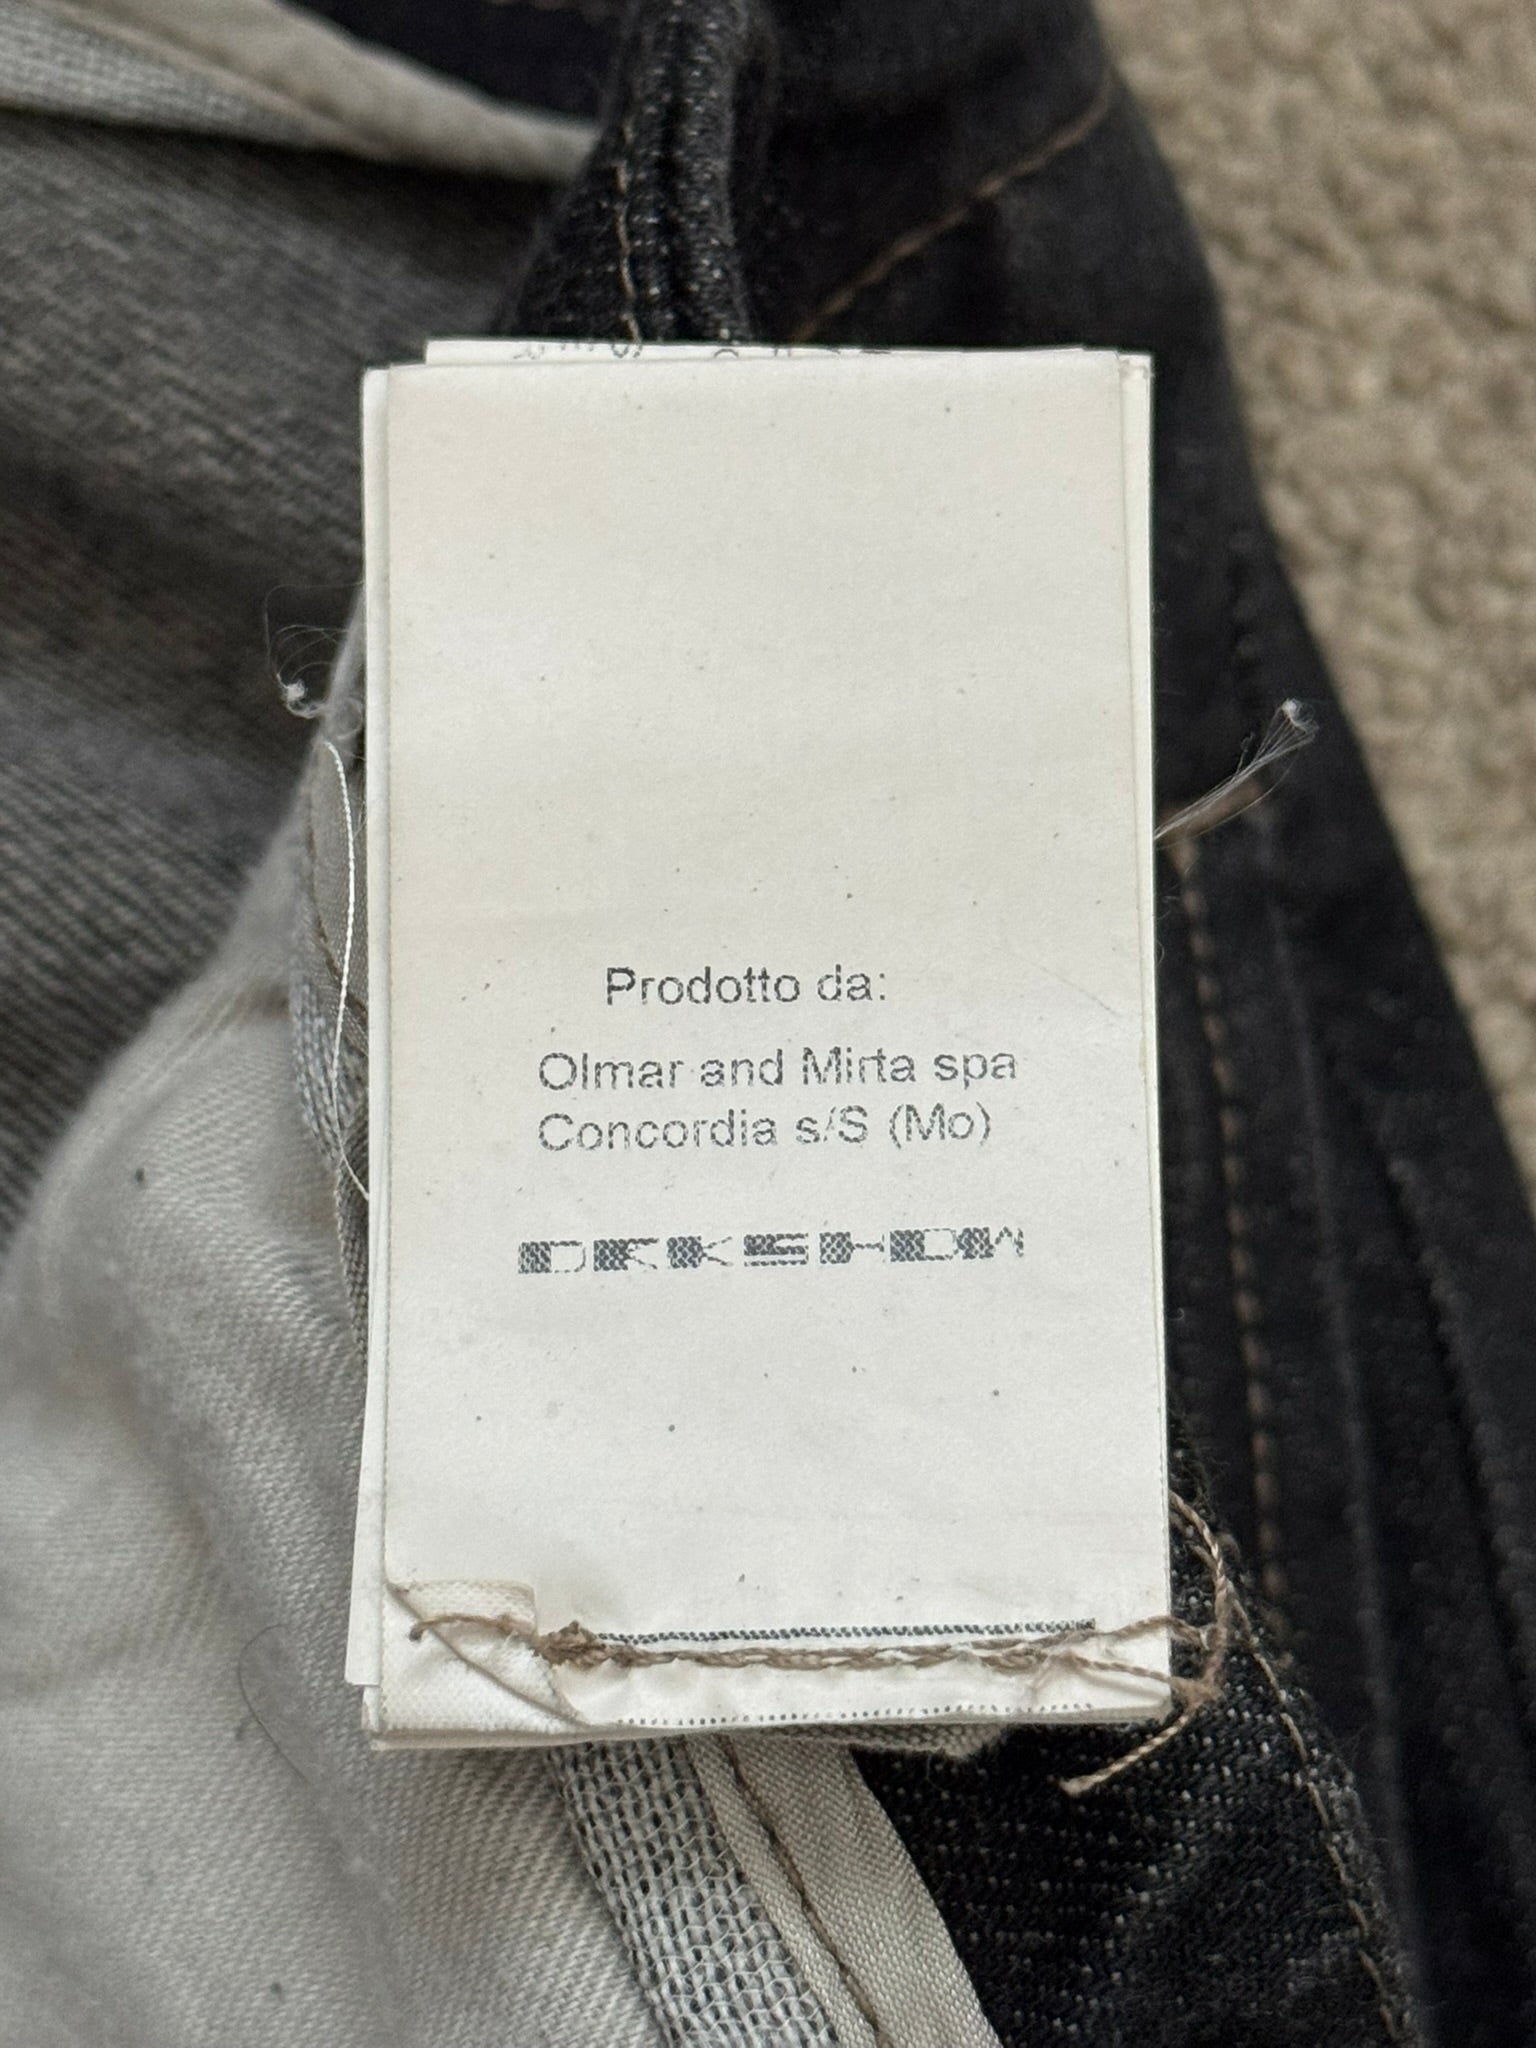 Prodotto da:
Olmar and Mirta spa
Concordia s/S (Mo)
DRKSHDW